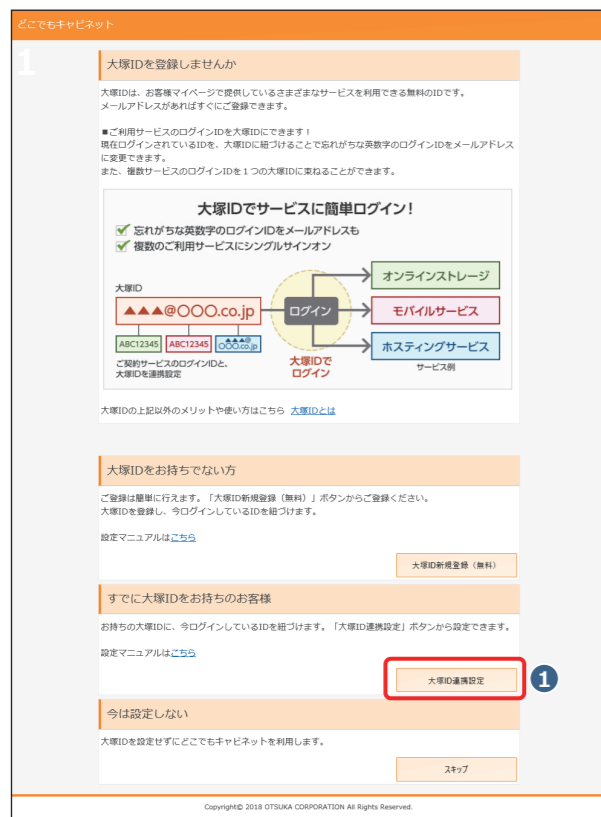 どこでもキャビネット
1
大塚IDを登録しませんか
大塚IDは、お客様マイページで提供しているさまざまなサービスを利用できる無料のIDです。
メールアドレスがあればすぐにご登録できます。
■ご利用サービスのログインIDを大塚IDにできます！
現在ログインされているIDを、大塚IDに紐づけることで忘れがちな英数字のログインIDをメールアドレス
に変更できます。
また、複数サービスのログインIDを１つの大塚IDに束ねることができます。
大塚IDでサービスに簡単ログイン！
忘れがちな英数字のログインIDをメールアドレスも
複数のご利用サービスにシングルサインオン
大塚ID
▲▲▲@〇〇〇.co.jp
ログイン
オンラインストレージ
モバイルサービス
ホスティングサービス
ABC12345
ABC12345
▲▲▲@
〇〇〇.co.jp
ご契約サービスのログインIDと、
大塚IDを連携設定
大塚IDで
ログイン
サービス例
大塚IDの上記以外のメリットや使い方はこちら 大塚IDとは
大塚IDをお持ちでない方
ご登録は簡単に行えます。「大塚ID新規登録（無料）」ボタンからご登録ください。
大塚IDを登録し、今ログインしているIDを紐づけます。
設定マニュアルはこちら
大塚ID新規登録（無料）
すでに大塚IDをお持ちのお客様
お持ちの大塚IDに、今ログインしているIDを紐づけます。「大塚ID連携設定」ボタンから設定できます。
設定マニュアルはこちら
大塚ID連携設定
1
今は設定しない
大塚IDを設定せずにどこでもキャビネットを利用します。
スキップ
Copyright© 2018 OTSUKA CORPORATION All Rights Reserved.